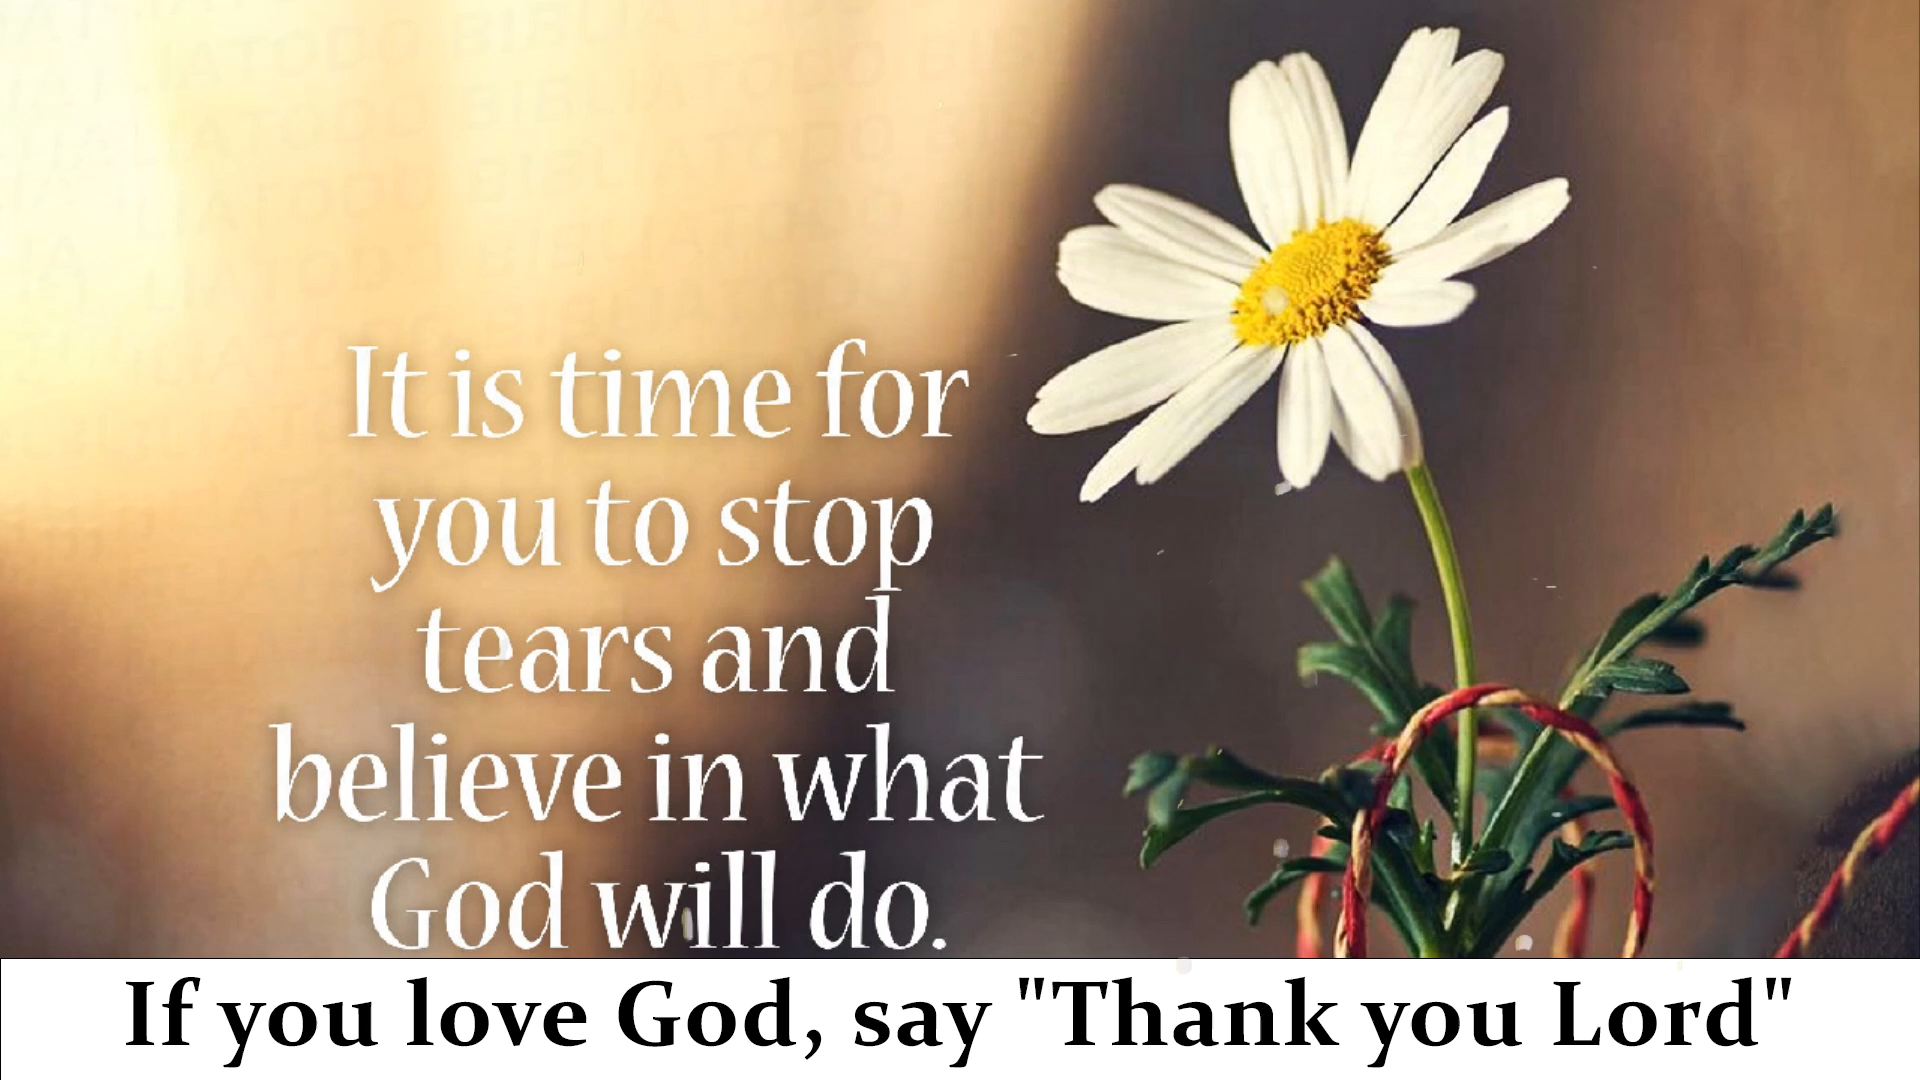 It is time for
you to stop
tears and
believe in what
God will do.
If you love God, say "Thank you Lord"